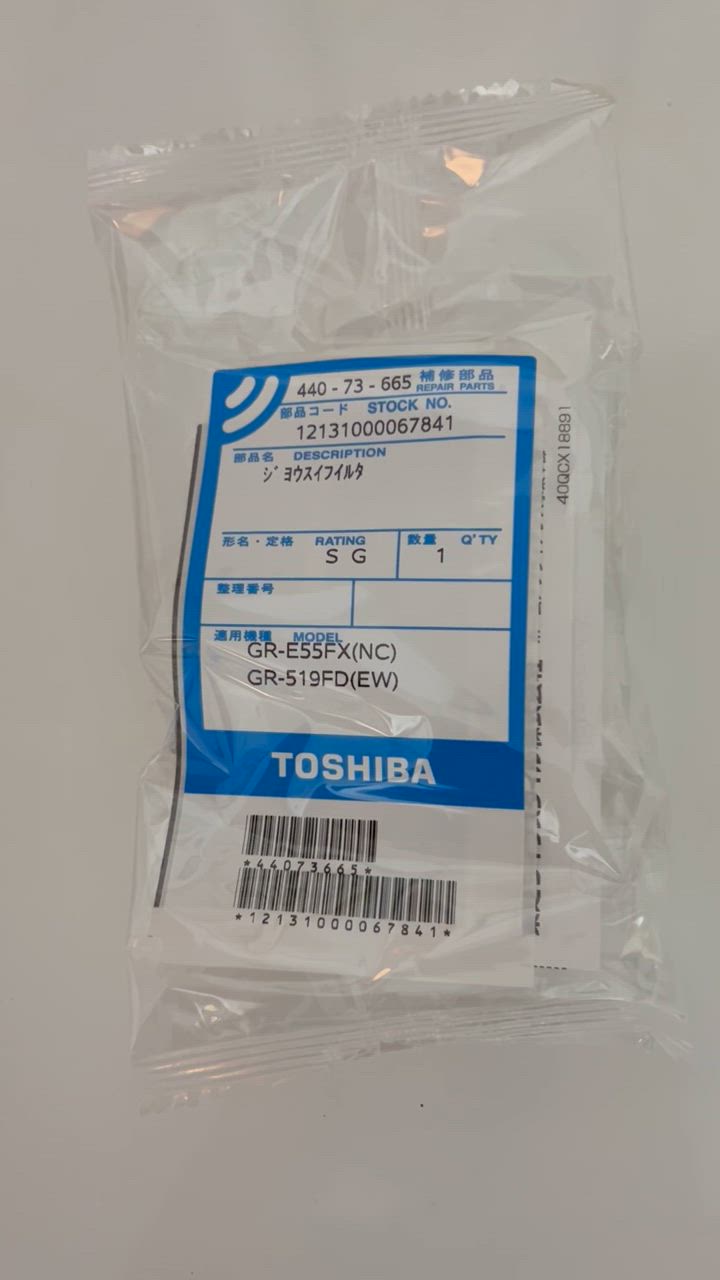 440 - 73 - 665 補修部品 REPAIR PARTS
部品コード STOCK NO.
12131000067841
部品名 DESCRIPTION
ジヨウスイフイルタ
形名・定格 RATING 数量 Q'TY
S G 1
整理番号
適用機種 MODEL
GR-E55FX(NC)
GR-519FD(EW)
TOSHIBA
*44073665*
*12131000067841*
40QCX18891